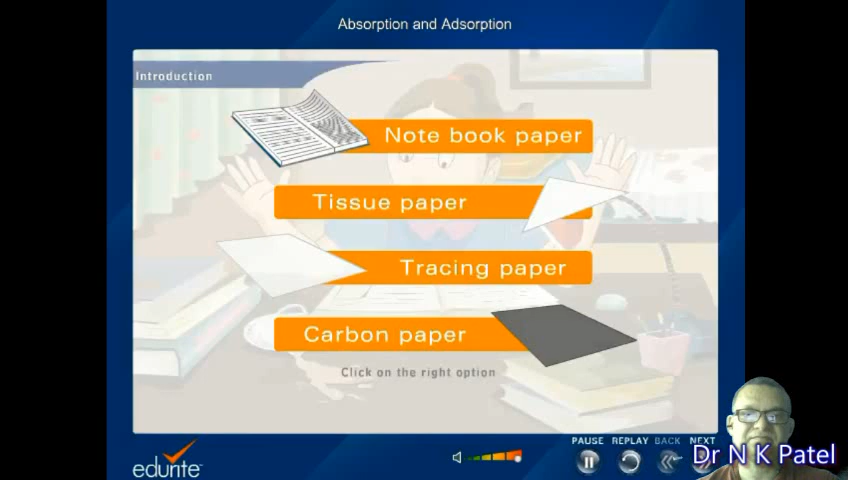 Absorption and Adsorption
Introduction
Note book paper
Tissue paper
Tracing paper
Carbon paper
Click on the right option
PAUSE REPLAY BACK NEXT
edurite
Dr N K Patel